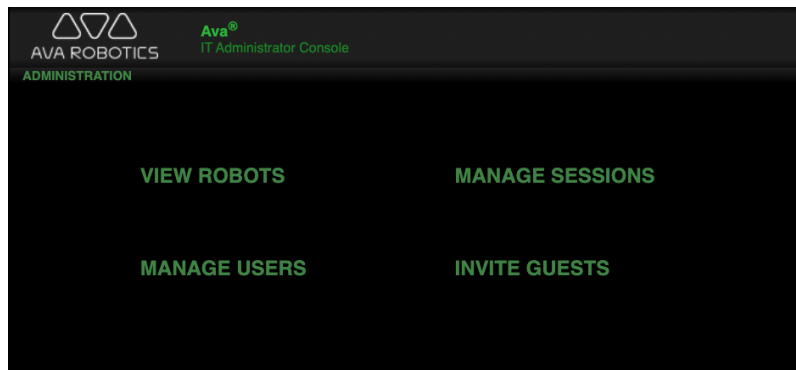 AVA ROBOTICS
Ava®
IT Administrator Console
ADMINISTRATION
VIEW ROBOTS
MANAGE SESSIONS
MANAGE USERS
INVITE GUESTS